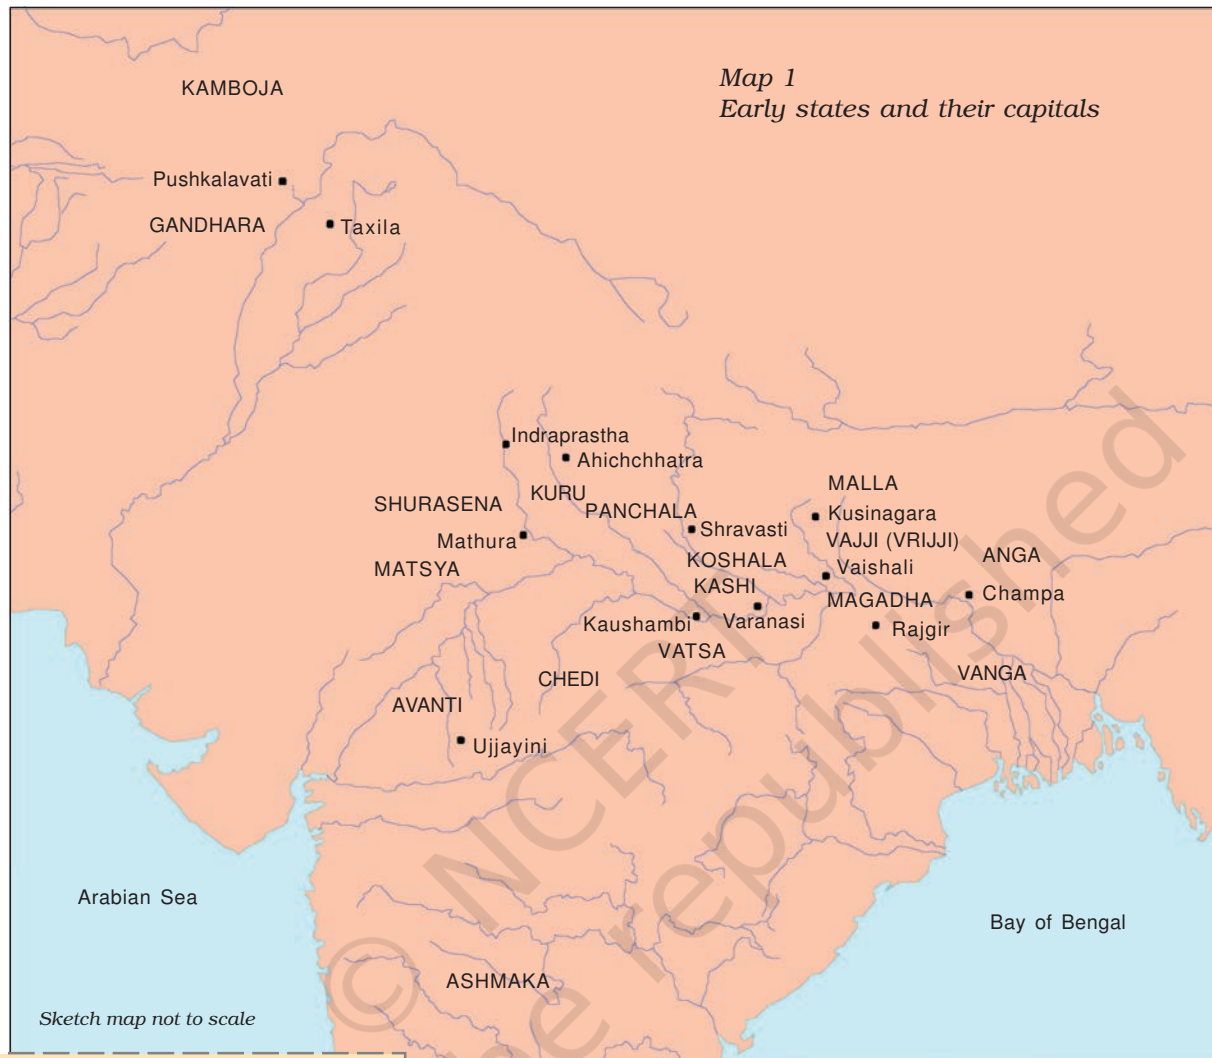 Map 1
Early states and their capitals
KAMBOJA
Pushkalavati
GANDHARA
Taxila
Indraprastha
Ahichchhatra
KURU
SHURASENA
PANCHALA
MALLA
Kusinagara
Shravasti
Mathura
VAJJI (VRIJJI)
ANGA
MATSYA
KOSHALA
Vaishali
KASHI
MAGADHA
Champa
Kaushambi
Varanasi
Rajgir
VATSA
CHEDI
VANGA
AVANTI
Ujjayini
Arabian Sea
Bay of Bengal
ASHMAKA
Sketch map not to scale
© NCERT
be republished